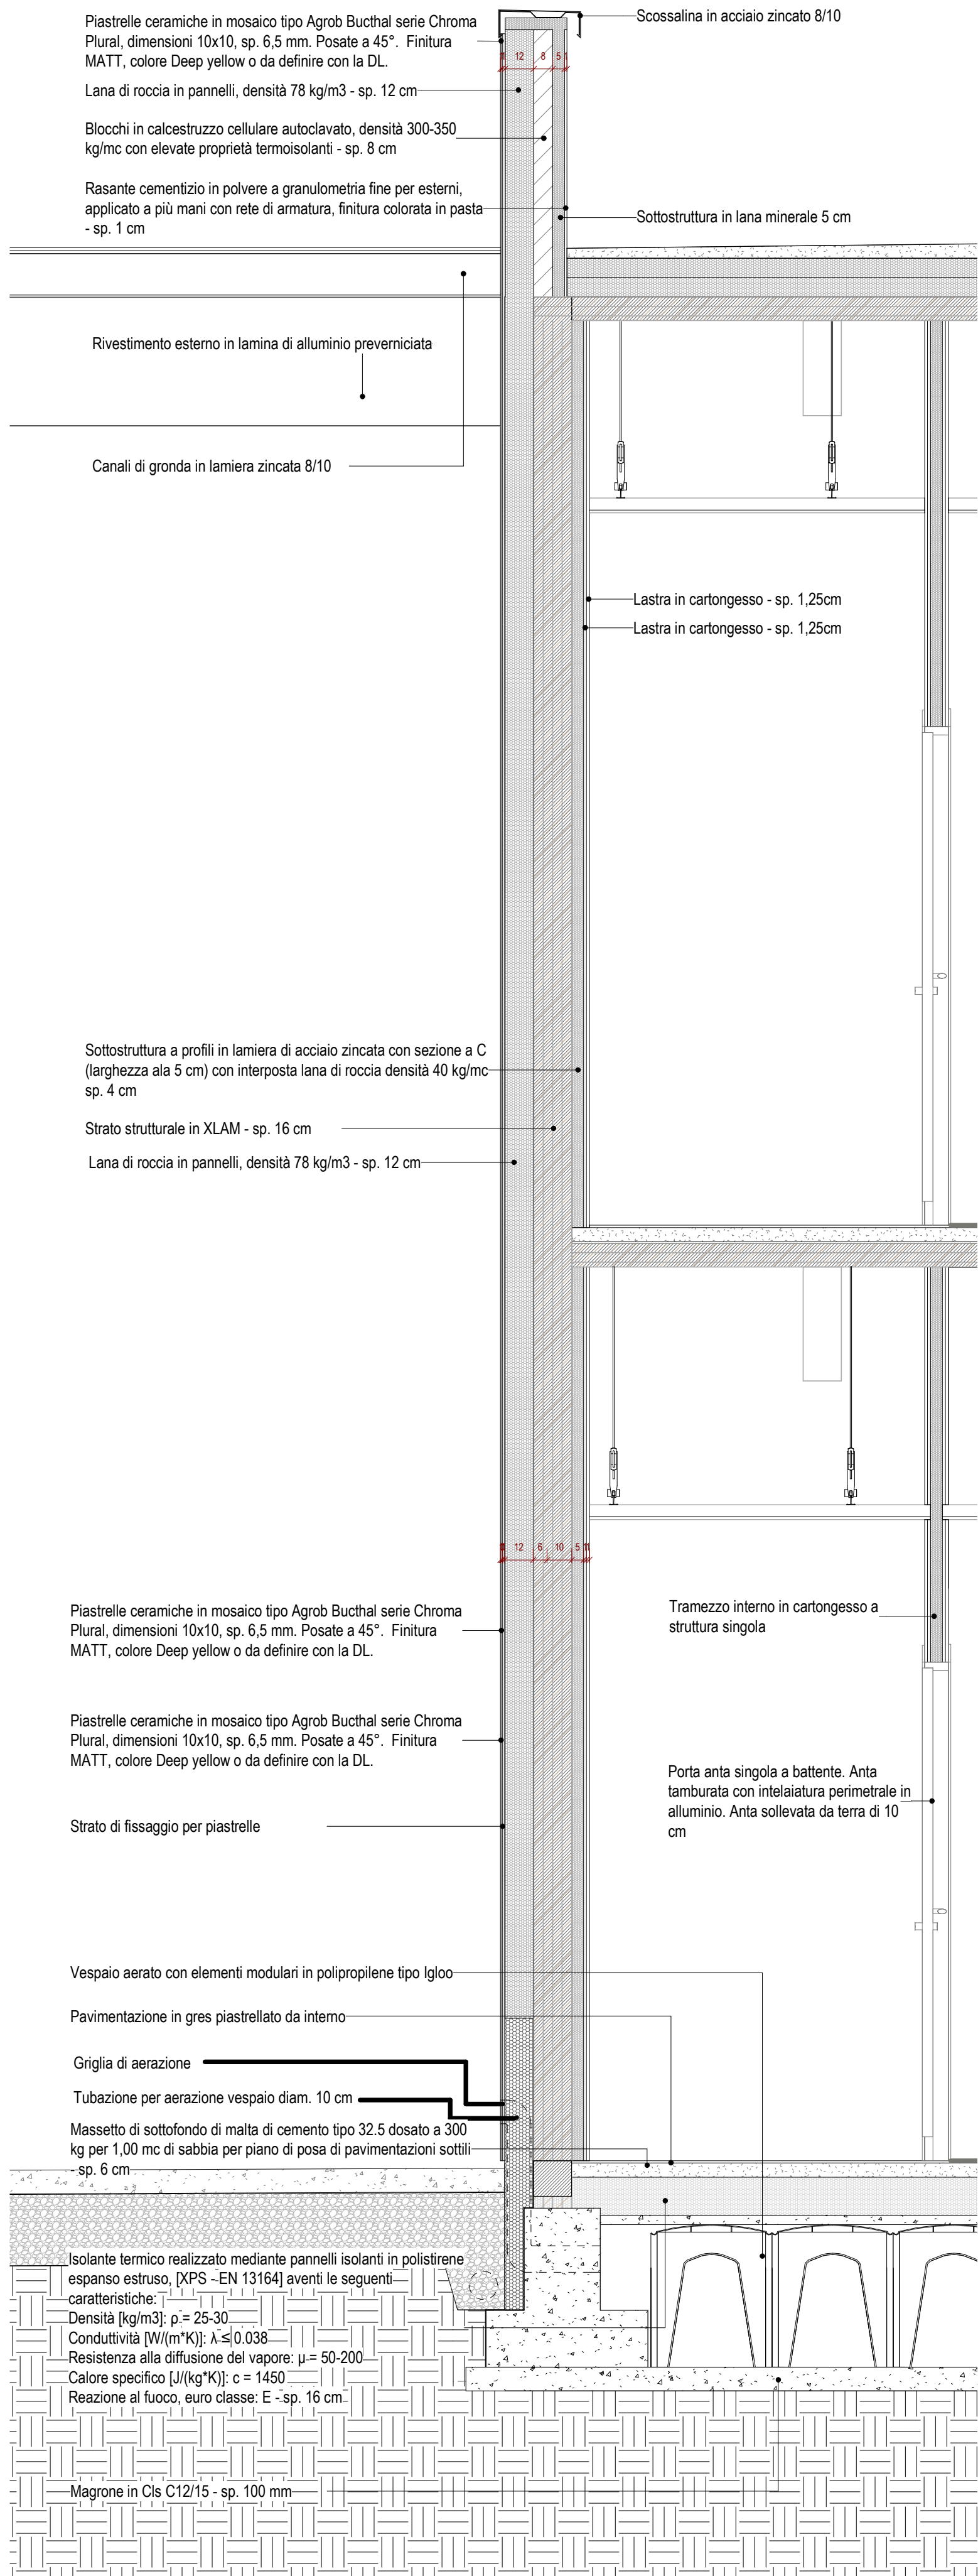 Piastrelle ceramiche in mosaico tipo Agrob Bucthal serie Chroma
Plural, dimensioni 10x10, sp. 6,5 mm. Posate a 45°. Finitura
MATT, colore Deep yellow o da definire con la DL.
Scossalina in acciaio zincato 8/10
12 8 5 1
Lana di roccia in pannelli, densità 78 kg/m3 - sp. 12 cm
Blocchi in calcestruzzo cellulare autoclavato, densità 300-350
kg/mc con elevate proprietà termoisolanti - sp. 8 cm
Rasante cementizio in polvere a granulometria fine per esterni,
applicato a più mani con rete di armatura, finitura colorata in pasta
- sp. 1 cm
Sottostruttura in lana minerale 5 cm
Rivestimento esterno in lamina di alluminio preverniciata
Canali di gronda in lamiera zincata 8/10
Lastra in cartongesso - sp. 1,25cm
Lastra in cartongesso - sp. 1,25cm
Sottostruttura a profili in lamiera di acciaio zincata con sezione a C
(larghezza ala 5 cm) con interposta lana di roccia densità 40 kg/mc
sp. 4 cm
Strato strutturale in XLAM - sp. 16 cm
Lana di roccia in pannelli, densità 78 kg/m3 - sp. 12 cm
12 6 10 5 1 1
Piastrelle ceramiche in mosaico tipo Agrob Bucthal serie Chroma
Plural, dimensioni 10x10, sp. 6,5 mm. Posate a 45°. Finitura
MATT, colore Deep yellow o da definire con la DL.
Tramezzo interno in cartongesso a
struttura singola
Piastrelle ceramiche in mosaico tipo Agrob Bucthal serie Chroma
Plural, dimensioni 10x10, sp. 6,5 mm. Posate a 45°. Finitura
MATT, colore Deep yellow o da definire con la DL.
Porta anta singola a battente. Anta
tamburata con intelaiatura perimetrale in
alluminio. Anta sollevata da terra di 10
cm
Strato di fissaggio per piastrelle
Vespaio aerato con elementi modulari in polipropilene tipo Igloo
Pavimentazione in gres piastrellato da interno
Griglia di aerazione
Tubazione per aerazione vespaio diam. 10 cm
Massetto di sottofondo di malta di cemento tipo 32.5 dosato a 300
kg per 1,00 mc di sabbia per piano di posa di pavimentazioni sottili
- sp. 6 cm
Isolante termico realizzato mediante pannelli isolanti in polistirene
espanso estruso, [XPS - EN 13164] aventi le seguenti
caratteristiche:
Densità [kg/m3]: ρ = 25-30
Conduttività [W/(m*K)]: λ ≤ 0.038
Resistenza alla diffusione del vapore: μ = 50-200
Calore specifico [J/(kg*K)]: c = 1450
Reazione al fuoco, euro classe: E - sp. 16 cm
Magrone in Cls C12/15 - sp. 100 mm